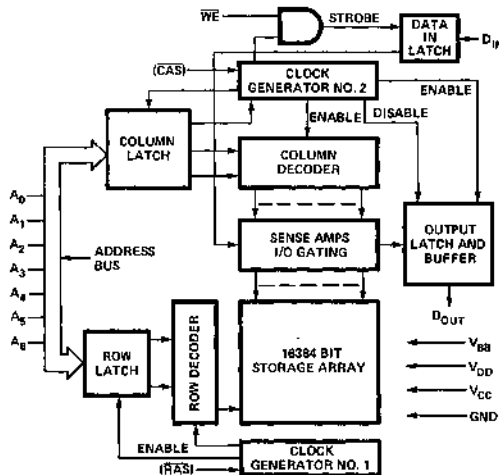 WE
STROBE
DATA
IN
LATCH
DIN
(CAS)
CLOCK
GENERATOR NO. 2
ENABLE
ENABLE
DISABLE
COLUMN
LATCH
COLUMN
DECODER
A0
A1
A2
A3
A4
A5
A6
ADDRESS
BUS
SENSE AMPS
I/O GATING
OUTPUT
LATCH AND
BUFFER
DOUT
ROW
LATCH
ROW DECODER
16384 BIT
STORAGE ARRAY
VBB
VDD
VCC
GND
ENABLE
(RAS)
CLOCK
GENERATOR NO. 1